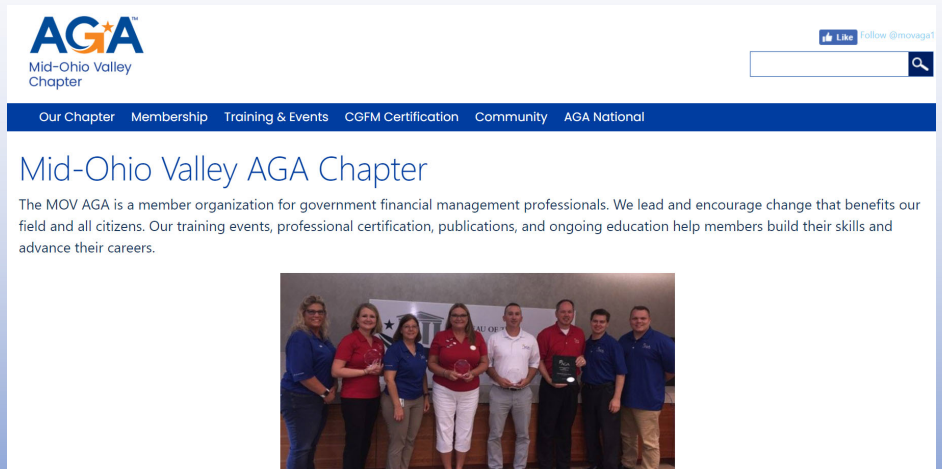 AGA™
Mid-Ohio Valley
Chapter
Like Follow @movaga1
Our Chapter Membership Training & Events CGFM Certification Community AGA National
Mid-Ohio Valley AGA Chapter
The MOV AGA is a member organization for government financial management professionals. We lead and encourage change that benefits our
field and all citizens. Our training events, professional certification, publications, and ongoing education help members build their skills and
advance their careers.
AU OF